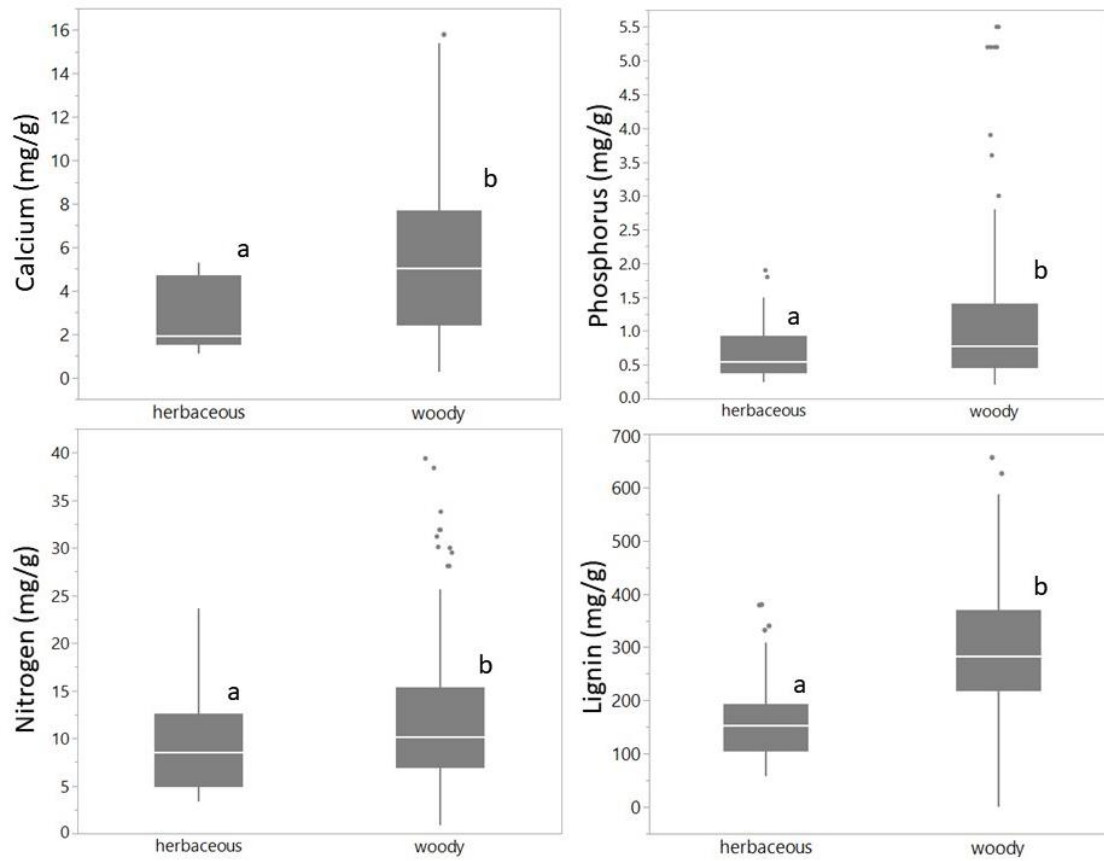 Calcium (mg/g)
16
14
12
10
8
6
4
2
0
a
b
herbaceous
woody
Phosphorus (mg/g)
5.5
5.0
4.5
4.0
3.5
3.0
2.5
2.0
1.5
1.0
0.5
0.0
a
b
herbaceous
woody
Nitrogen (mg/g)
40
35
30
25
20
15
10
5
0
a
b
herbaceous
woody
Lignin (mg/g)
700
600
500
400
300
200
100
0
a
b
herbaceous
woody